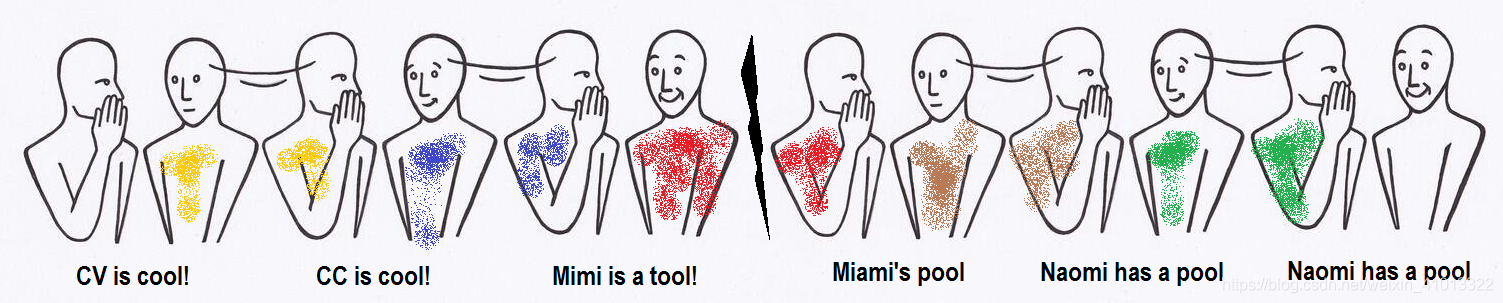 CV is cool!
CC is cool!
Mimi is a tool!
Miami's pool
Naomi has a pool
Naomi has a pool
https://blog.csdn.net/weixin_41013322